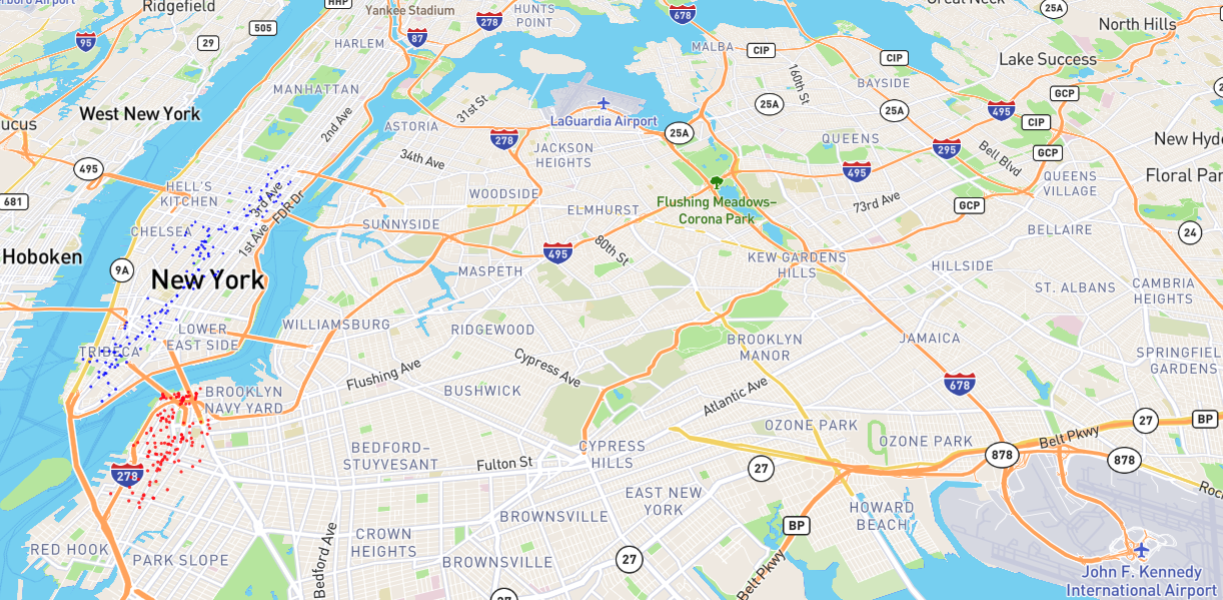 Ridgefield
HHP
Yankee Stadium
278
HUNTS
POINT
678
25A
95
505
29
87
HARLEM
MALBA
CIP
CIP
North Hills
Lake Success
MANHATTAN
2nd Ave
31st St
LaGuardia Airport
160th St
25A
BAYSIDE
25A
GCP
495
CIP
West New York
ASTORIA
278
25A
QUEENS
295
GCP
Bell Blvd
New Hyde
JACKSON
HEIGHTS
34th Ave
495
495
HELL'S
KITCHEN
3rd Ave
FDR Dr
1st Ave
WOODSIDE
Flushing Meadows–
Corona Park
73rd Ave
GCP
QUEENS
VILLAGE
Floral Par
681
CHELSEA
SUNNYSIDE
ELMHURST
BELLAIRE
24
Hoboken
9A
New York
495
80th St
MASPETH
KEW GARDENS
HILLS
HILLSIDE
ST. ALBANS
CAMBRIA
HEIGHTS
TRIBECA
LOWER
EAST SIDE
WILLIAMSBURG
RIDGEWOOD
BROOKLYN
MANOR
JAMAICA
SPRINGFIEL
GARDENS
Flushing Ave
Cypress Ave
BROOKLYN
NAVY YARD
BUSHWICK
Atlantic Ave
678
278
BEDFORD–
STUYVESANT
Fulton St
CYPRESS
HILLS
OZONE PARK
OZONE PARK
27
878
Belt Pkwy
27
BP
878
EAST NEW
YORK
BROWNSVILLE
BP
HOWARD
BEACH
RED HOOK
PARK SLOPE
Bedford Ave
CROWN
HEIGHTS
BROWNSVILLE
27
Belt Pkwy
John F. Kennedy
International Airport
27